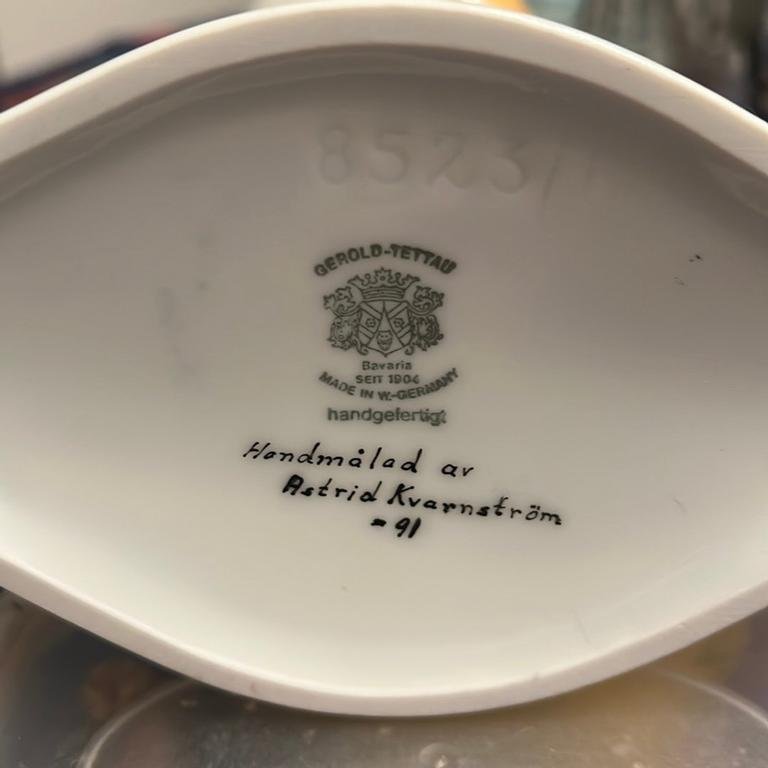 8523/1
GEROLD-TETTAU
Bavaria
SEIT 1904
MADE IN W.-GERMANY
handgefertigt
Handmålad av
Astrid Kvarnström
-91